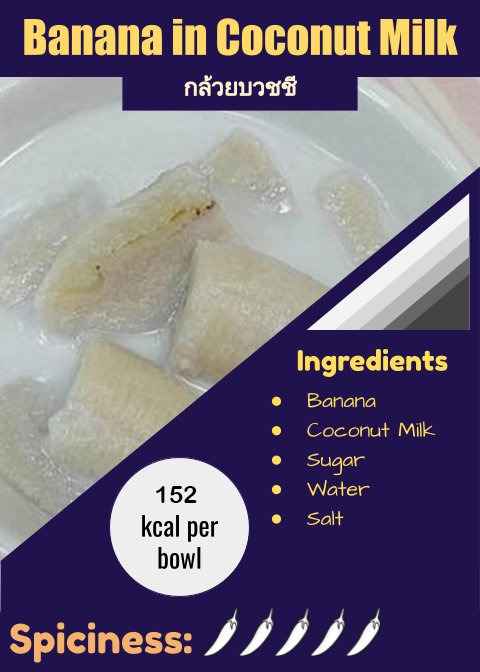 Banana in Coconut Milk
กล้วยบวชชี
Ingredients
Banana
Coconut Milk
Sugar
Water
Salt
152
kcal per
bowl
Spiciness: